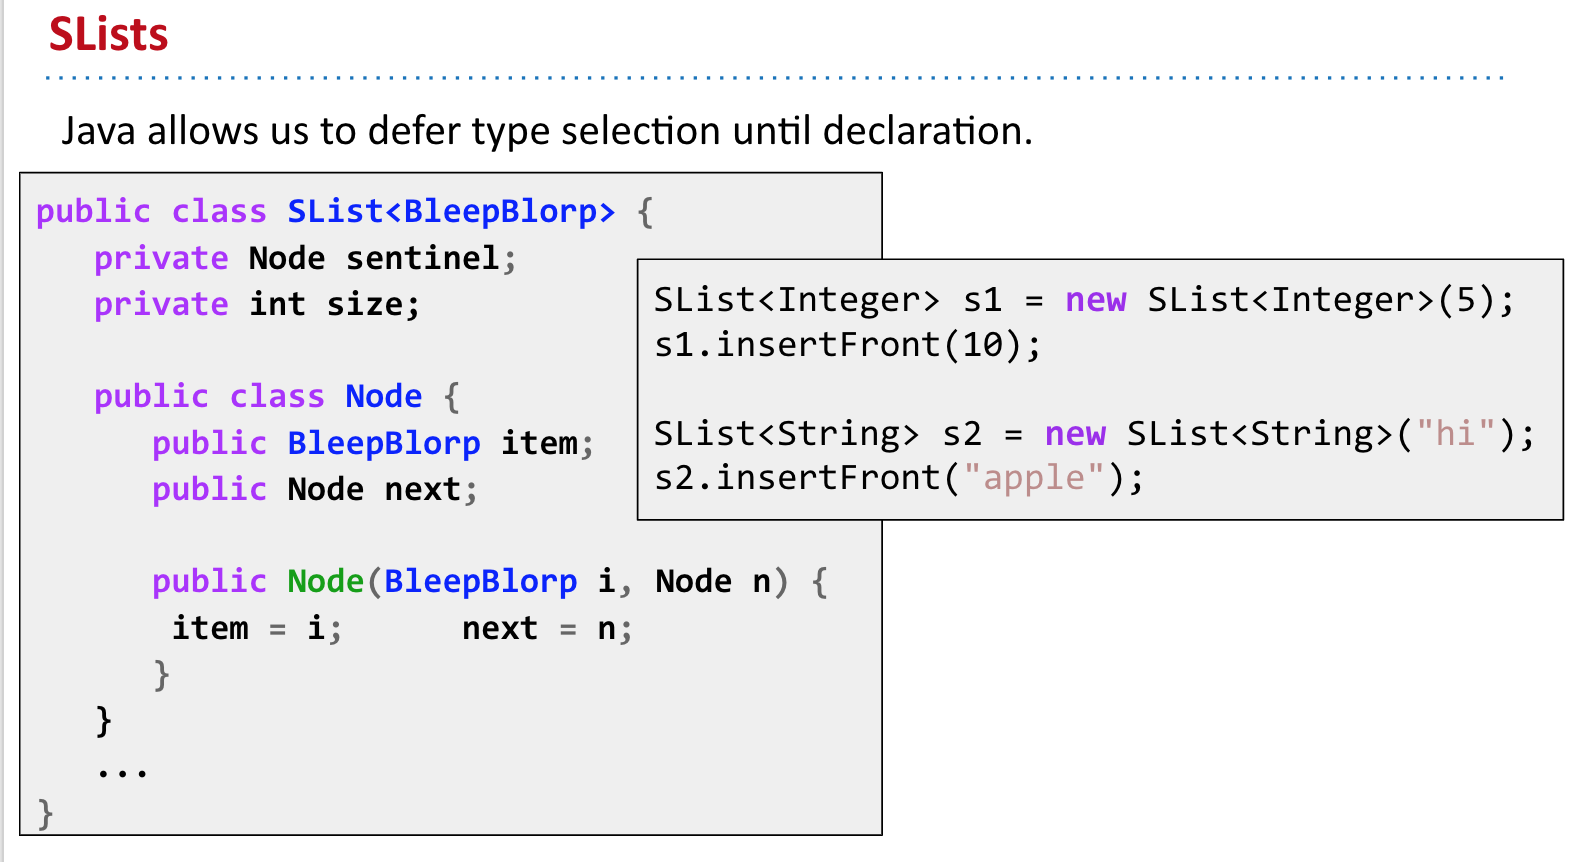 SLists
Java allows us to defer type selection until declaration.
public class SList<BleepBlorp> {
private Node sentinel;
private int size;
public class Node {
public BleepBlorp item;
public Node next;
public Node(BleepBlorp i, Node n) {
item = i;      next = n;
}
}
...
}
SList<Integer> s1 = new SList<Integer>(5);
s1.insertFront(10);
SList<String> s2 = new SList<String>("hi");
s2.insertFront("apple");